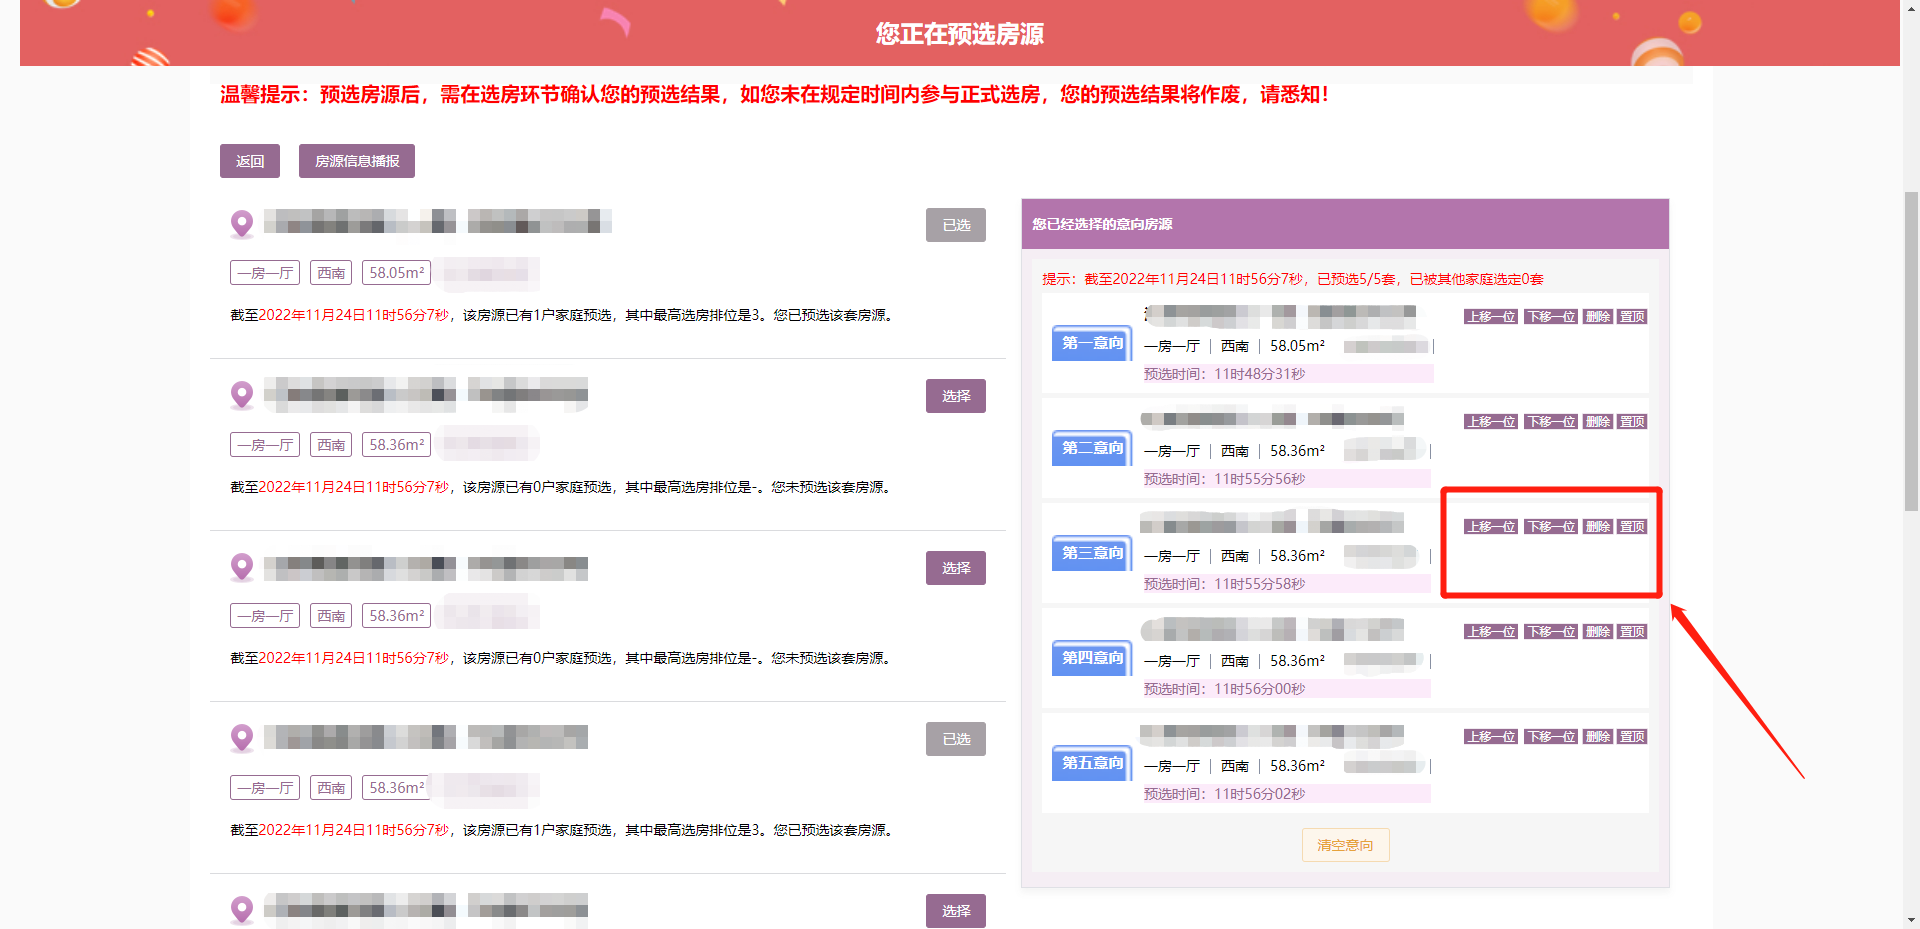 您正在预选房源
温馨提示：预选房源后，需在选房环节确认您的预选结果，如您未在规定时间内参与正式选房，您的预选结果将作废，请悉知！
返回 房源信息播报
已选
一房一厅 西南 58.05m²
截至2022年11月24日11时56分7秒，该房源已有1户家庭预选，其中最高选房排位是3。您已预选该套房源。
选择
一房一厅 西南 58.36m²
截至2022年11月24日11时56分7秒，该房源已有0户家庭预选，其中最高选房排位是-。您未预选该套房源。
选择
一房一厅 西南 58.36m²
截至2022年11月24日11时56分7秒，该房源已有0户家庭预选，其中最高选房排位是-。您未预选该套房源。
已选
一房一厅 西南 58.36m²
截至2022年11月24日11时56分7秒，该房源已有1户家庭预选，其中最高选房排位是3。您已预选该套房源。
选择
您已经选择的意向房源
提示：截至2022年11月24日11时56分7秒，已预选5/5套，已被其他家庭选定0套
上移一位 下移一位 删除 置顶
第一意向 一房一厅 | 西南 | 58.05m² |
预选时间：11时48分31秒
上移一位 下移一位 删除 置顶
第二意向 一房一厅 | 西南 | 58.36m² |
预选时间：11时55分56秒
上移一位 下移一位 删除 置顶
第三意向 一房一厅 | 西南 | 58.36m² |
预选时间：11时55分58秒
上移一位 下移一位 删除 置顶
第四意向 一房一厅 | 西南 | 58.36m² |
预选时间：11时56分00秒
上移一位 下移一位 删除 置顶
第五意向 一房一厅 | 西南 | 58.36m² |
预选时间：11时56分02秒
清空意向